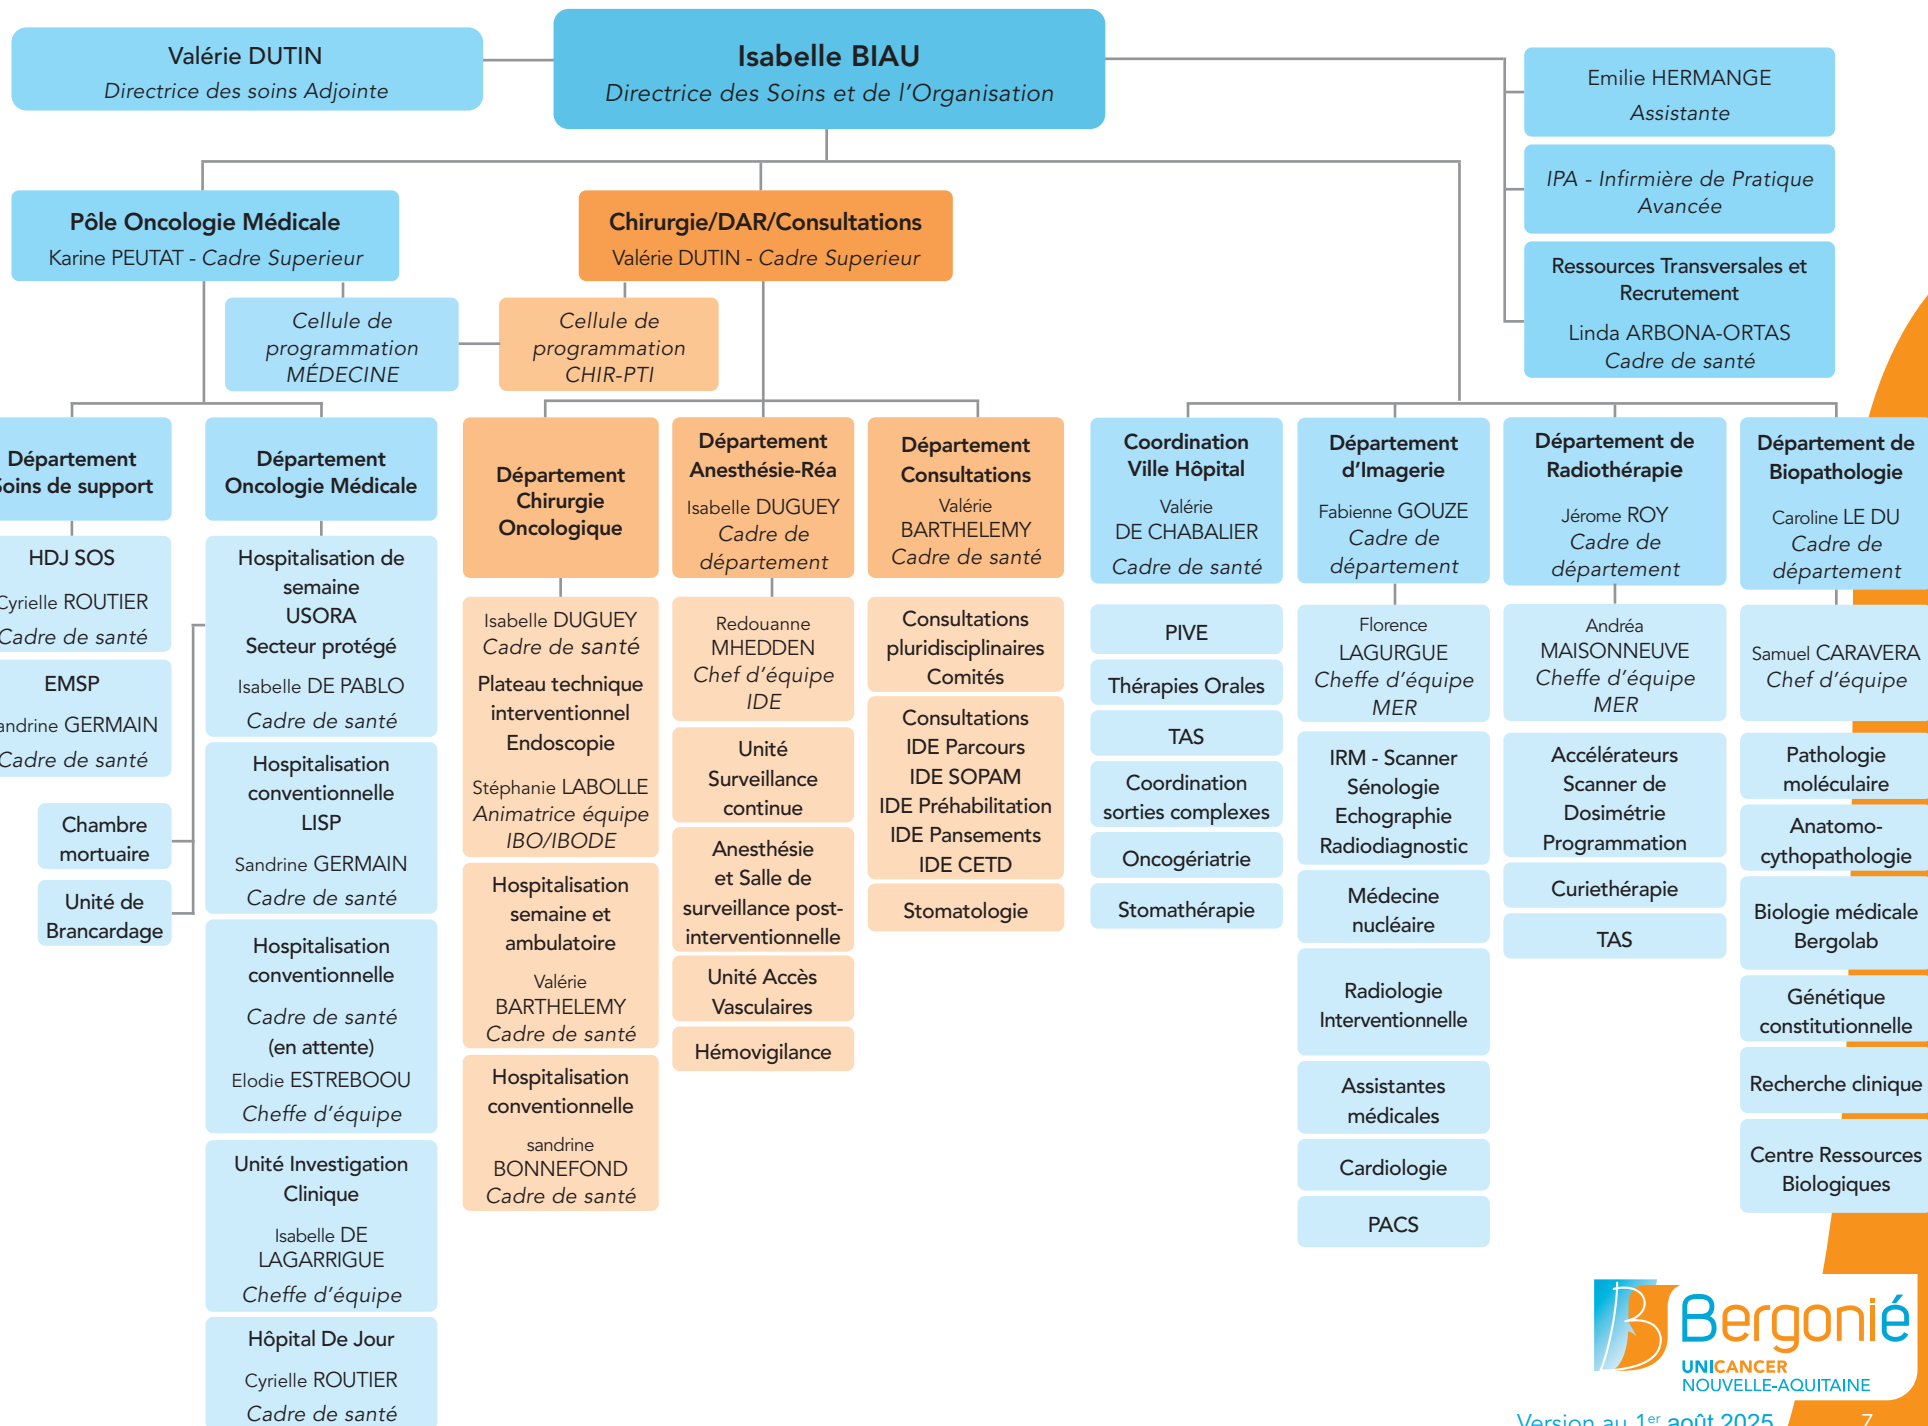 Valérie DUTIN
Directrice des soins Adjointe
Isabelle BIAU
Directrice des Soins et de l'Organisation
Emilie HERMANGE
Assistante
IPA - Infirmière de Pratique
Avancée
Ressources Transversales et
Recrutement
Linda ARBONA-ORTAS
Cadre de santé
Pôle Oncologie Médicale
Karine PEUTAT - Cadre Superieur
Chirurgie/DAR/Consultations
Valérie DUTIN - Cadre Superieur
Cellule de
programmation
MÉDECINE
Cellule de
programmation
CHIR-PTI
Département
Soins de support
HDJ SOS
Cyrielle ROUTIER
Cadre de santé
EMSP
Sandrine GERMAIN
Cadre de santé
Chambre
mortuaire
Unité de
Brancardage
Département
Oncologie Médicale
Hospitalisation de
semaine
USORA
Secteur protégé
Isabelle DE PABLO
Cadre de santé
Hospitalisation
conventionnelle
LISP
Sandrine GERMAIN
Cadre de santé
Hospitalisation
conventionnelle
Cadre de santé
(en attente)
Elodie ESTREBOOU
Cheffe d'équipe
Unité Investigation
Clinique
Isabelle DE
LAGARRIGUE
Cheffe d'équipe
Hôpital De Jour
Cyrielle ROUTIER
Cadre de santé
Département
Chirurgie
Oncologique
Isabelle DUGUEY
Cadre de santé
Plateau technique
interventionnel
Endoscopie
Stéphanie LABOLLE
Animatrice équipe
IBO/IBODE
Hospitalisation
semaine et
ambulatoire
Valérie
BARTHELEMY
Cadre de santé
Hospitalisation
conventionnelle
sandrine
BONNEFOND
Cadre de santé
Département
Anesthésie-Réa
Isabelle DUGUEY
Cadre de
département
Redouanne
MHEDDEN
Chef d'équipe
IDE
Unité
Surveillance
continue
Anesthésie
et Salle de
surveillance post-
interventionnelle
Unité Accès
Vasculaires
Hémovigilance
Département
Consultations
Valérie
BARTHELEMY
Cadre de santé
Consultations
pluridisciplinaires
Comités
Consultations
IDE Parcours
IDE SOPAM
IDE Préhabilitation
IDE Pansements
IDE CETD
Stomatologie
Coordination
Ville Hôpital
Valérie
DE CHABALIER
Cadre de santé
PIVE
Thérapies Orales
TAS
Coordination
sorties complexes
Oncogériatrie
Stomathérapie
Département
d'Imagerie
Fabienne GOUZE
Cadre de
département
Florence
LAGURGUE
Cheffe d'équipe
MER
IRM - Scanner
Sénologie
Echographie
Radiodiagnostic
Médecine
nucléaire
Radiologie
Interventionnelle
Assistantes
médicales
Cardiologie
PACS
Département de
Radiothérapie
Jérome ROY
Cadre de
département
Andréa
MAISONNEUVE
Cheffe d'équipe
MER
Accélérateurs
Scanner de
Dosimétrie
Programmation
Curiethérapie
TAS
Département de
Biopathologie
Caroline LE DU
Cadre de
département
Samuel CARAVERA
Chef d'équipe
Pathologie
moléculaire
Anatomo-
cythopathologie
Biologie médicale
Bergolab
Génétique
constitutionnelle
Recherche clinique
Centre Ressources
Biologiques
Bergonié
UNICANCER
NOUVELLE-AQUITAINE
Version au 1er août 2025
7